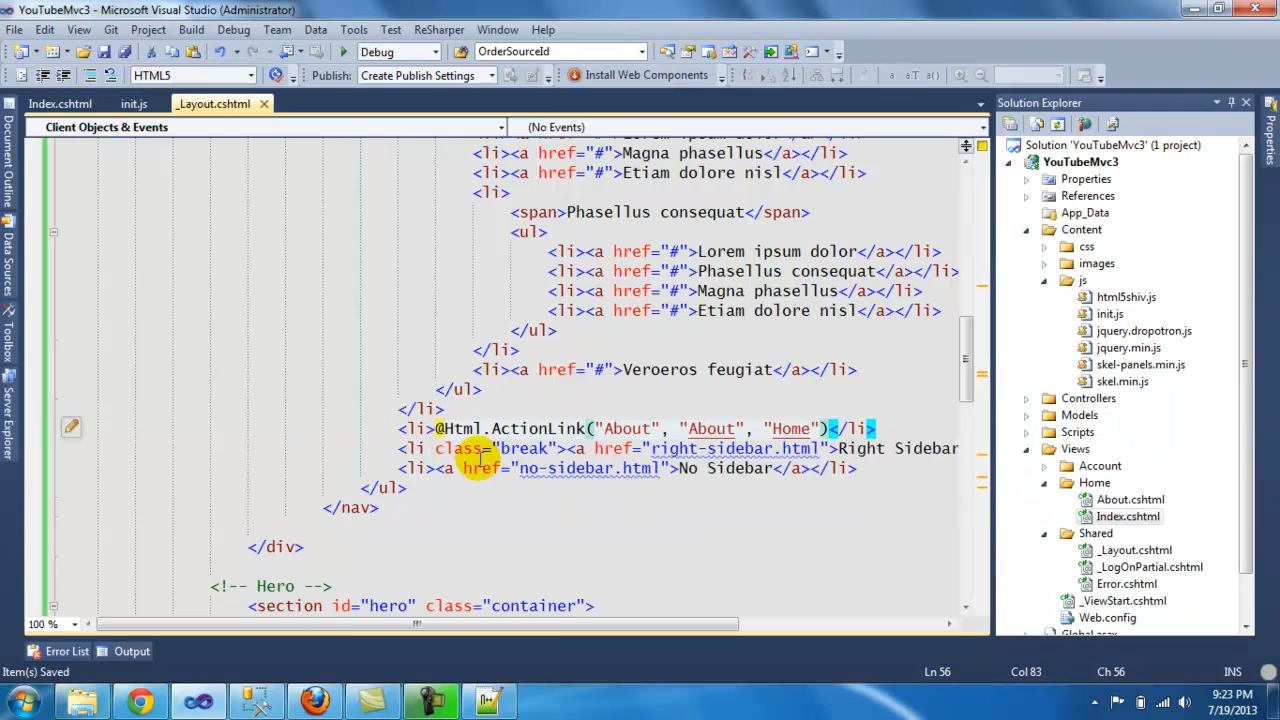 YouTubeMvc3 - Microsoft Visual Studio (Administrator)
File Edit View Git Project Build Debug Team Data Tools Test ReSharper Window Help
Debug OrderSourceId
HTML5 Publish: Create Publish Settings Install Web Components
Index.cshtml init.js _Layout.cshtml
Client Objects & Events (No Events)
<li><a href="#">Magna phasellus</a></li>
<li><a href="#">Etiam dolore nisl</a></li>
<li>
<span>Phasellus consequat</span>
<ul>
<li><a href="#">Lorem ipsum dolor</a></li>
<li><a href="#">Phasellus consequat</a></li>
<li><a href="#">Magna phasellus</a></li>
<li><a href="#">Etiam dolore nisl</a></li>
</ul>
</li>
<li><a href="#">Veroeros feugiat</a></li>
</ul>
</li>
<li>@Html.ActionLink("About", "About", "Home")</li>
<li class="break"><a href="right-sidebar.html">Right Sidebar
<li><a href="no-sidebar.html">No Sidebar</a></li>
</ul>
</nav>
</div>
<!-- Hero -->
<section id="hero" class="container">
100 %
Document Outline
Data Sources
Toolbox
Server Explorer
Solution Explorer
Solution 'YouTubeMvc3' (1 project)
YouTubeMvc3
Properties
References
App_Data
Content
css
images
js
html5shiv.js
init.js
jquery.dropotron.js
jquery.min.js
skel-panels.min.js
skel.min.js
Controllers
Models
Scripts
Views
Account
Home
About.cshtml
Index.cshtml
Shared
_Layout.cshtml
_LogOnPartial.cshtml
Error.cshtml
_ViewStart.cshtml
Web.config
Global.asax
Properties
Error List Output
Item(s) Saved Ln 56 Col 83 Ch 56 INS
9:23 PM
7/19/2013